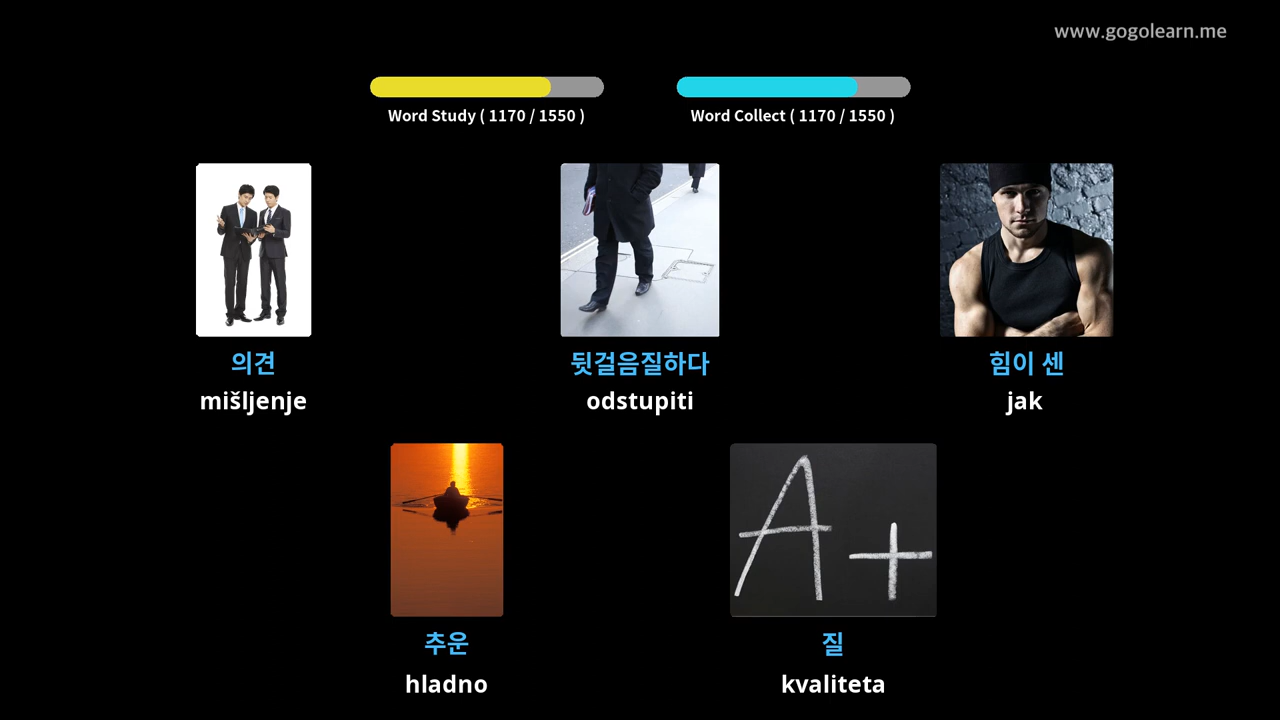 www.gogolearn.me
Word Study ( 1170 / 1550 )
Word Collect ( 1170 / 1550 )
의견
mišljenje
뒷걸음질하다
odstupiti
힘이 센
jak
추운
hladno
A+
질
kvaliteta